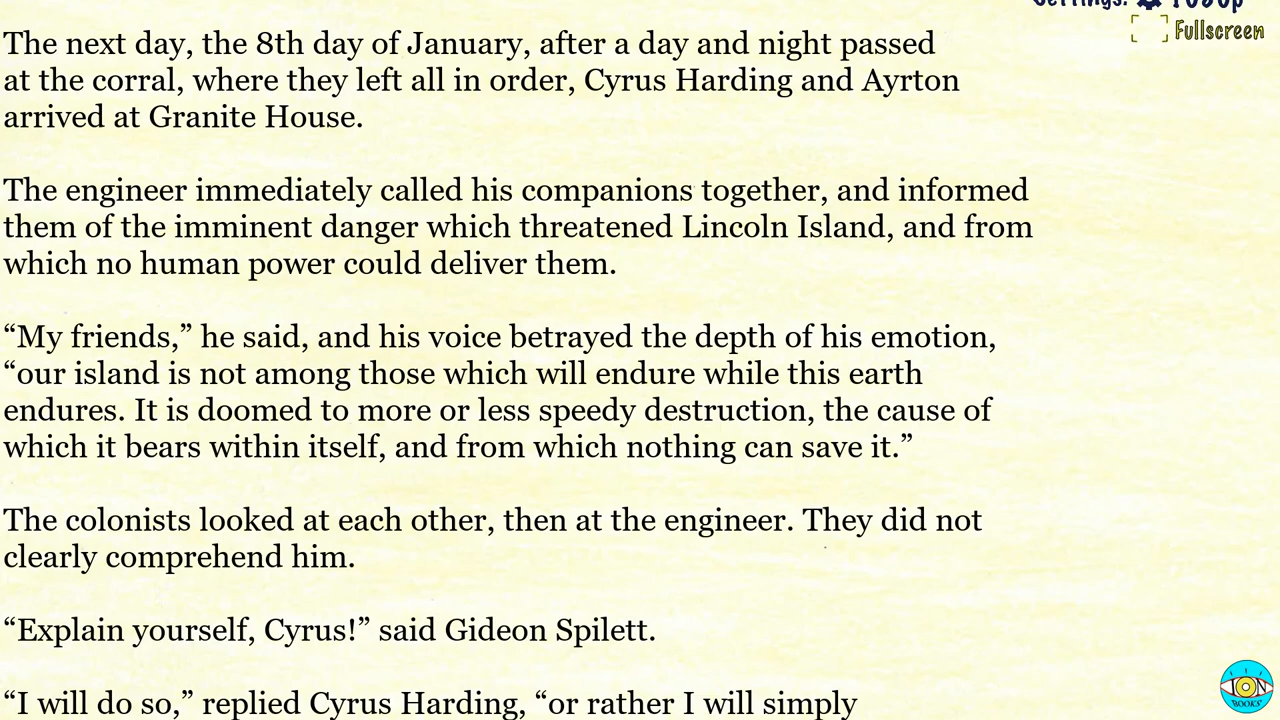 Settings: 1080p
Fullscreen
The next day, the 8th day of January, after a day and night passed
at the corral, where they left all in order, Cyrus Harding and Ayrton
arrived at Granite House.
The engineer immediately called his companions together, and informed
them of the imminent danger which threatened Lincoln Island, and from
which no human power could deliver them.
“My friends,” he said, and his voice betrayed the depth of his emotion,
“our island is not among those which will endure while this earth
endures. It is doomed to more or less speedy destruction, the cause of
which it bears within itself, and from which nothing can save it.”
The colonists looked at each other, then at the engineer. They did not
clearly comprehend him.
“Explain yourself, Cyrus!” said Gideon Spilett.
“I will do so,” replied Cyrus Harding, “or rather I will simply
ION
BOOKS